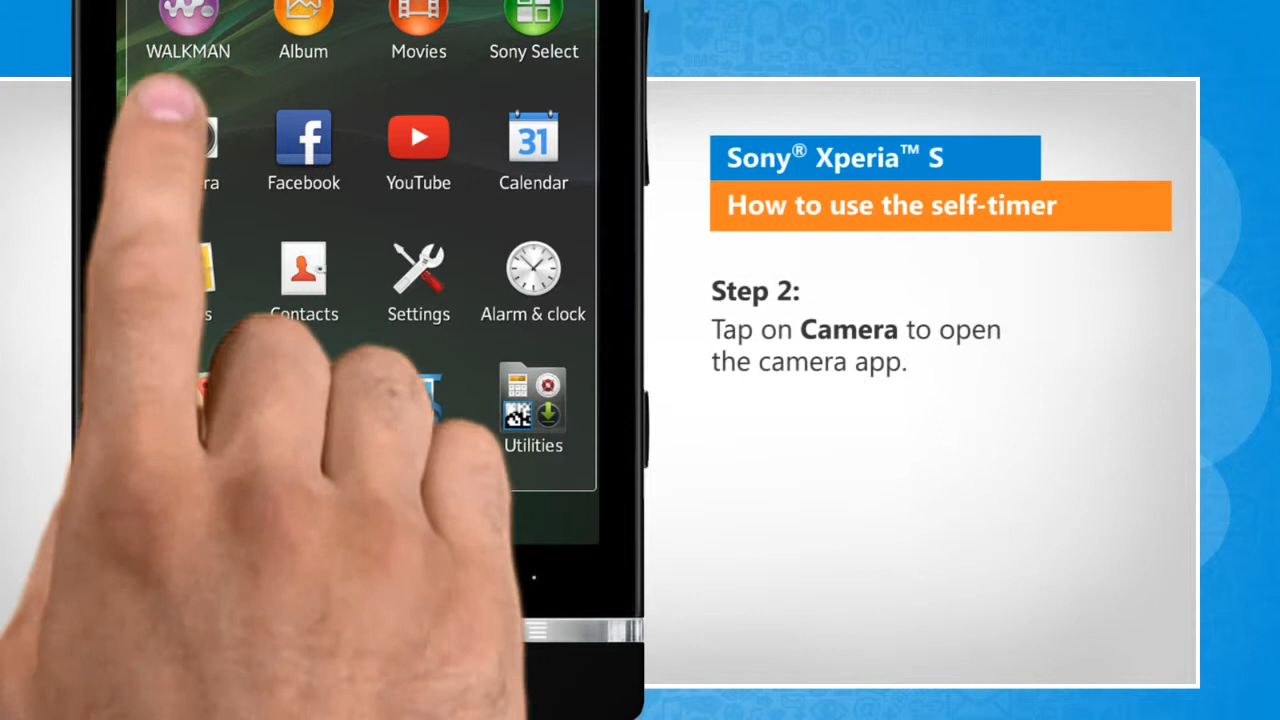 WALKMAN Album Movies Sony Select
Facebook YouTube 31 Calendar
Contacts Settings Alarm & clock
Utilities
Sony® Xperia™ S
How to use the self-timer
Step 2:
Tap on Camera to open
the camera app.